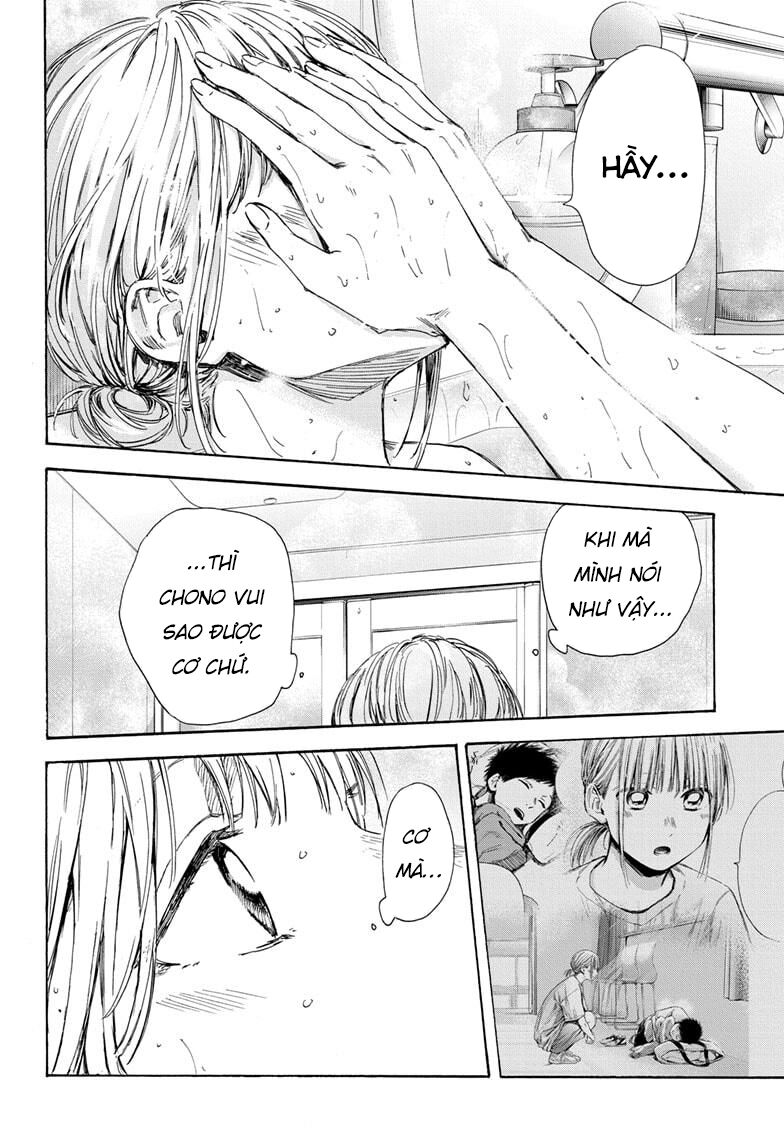 HẦY...
KHI MÀ
MÌNH NÓI
NHƯ VẬY...
...THÌ
CHONO VUI
SAO ĐƯỢC
CƠ CHỨ.
CƠ
MÀ...